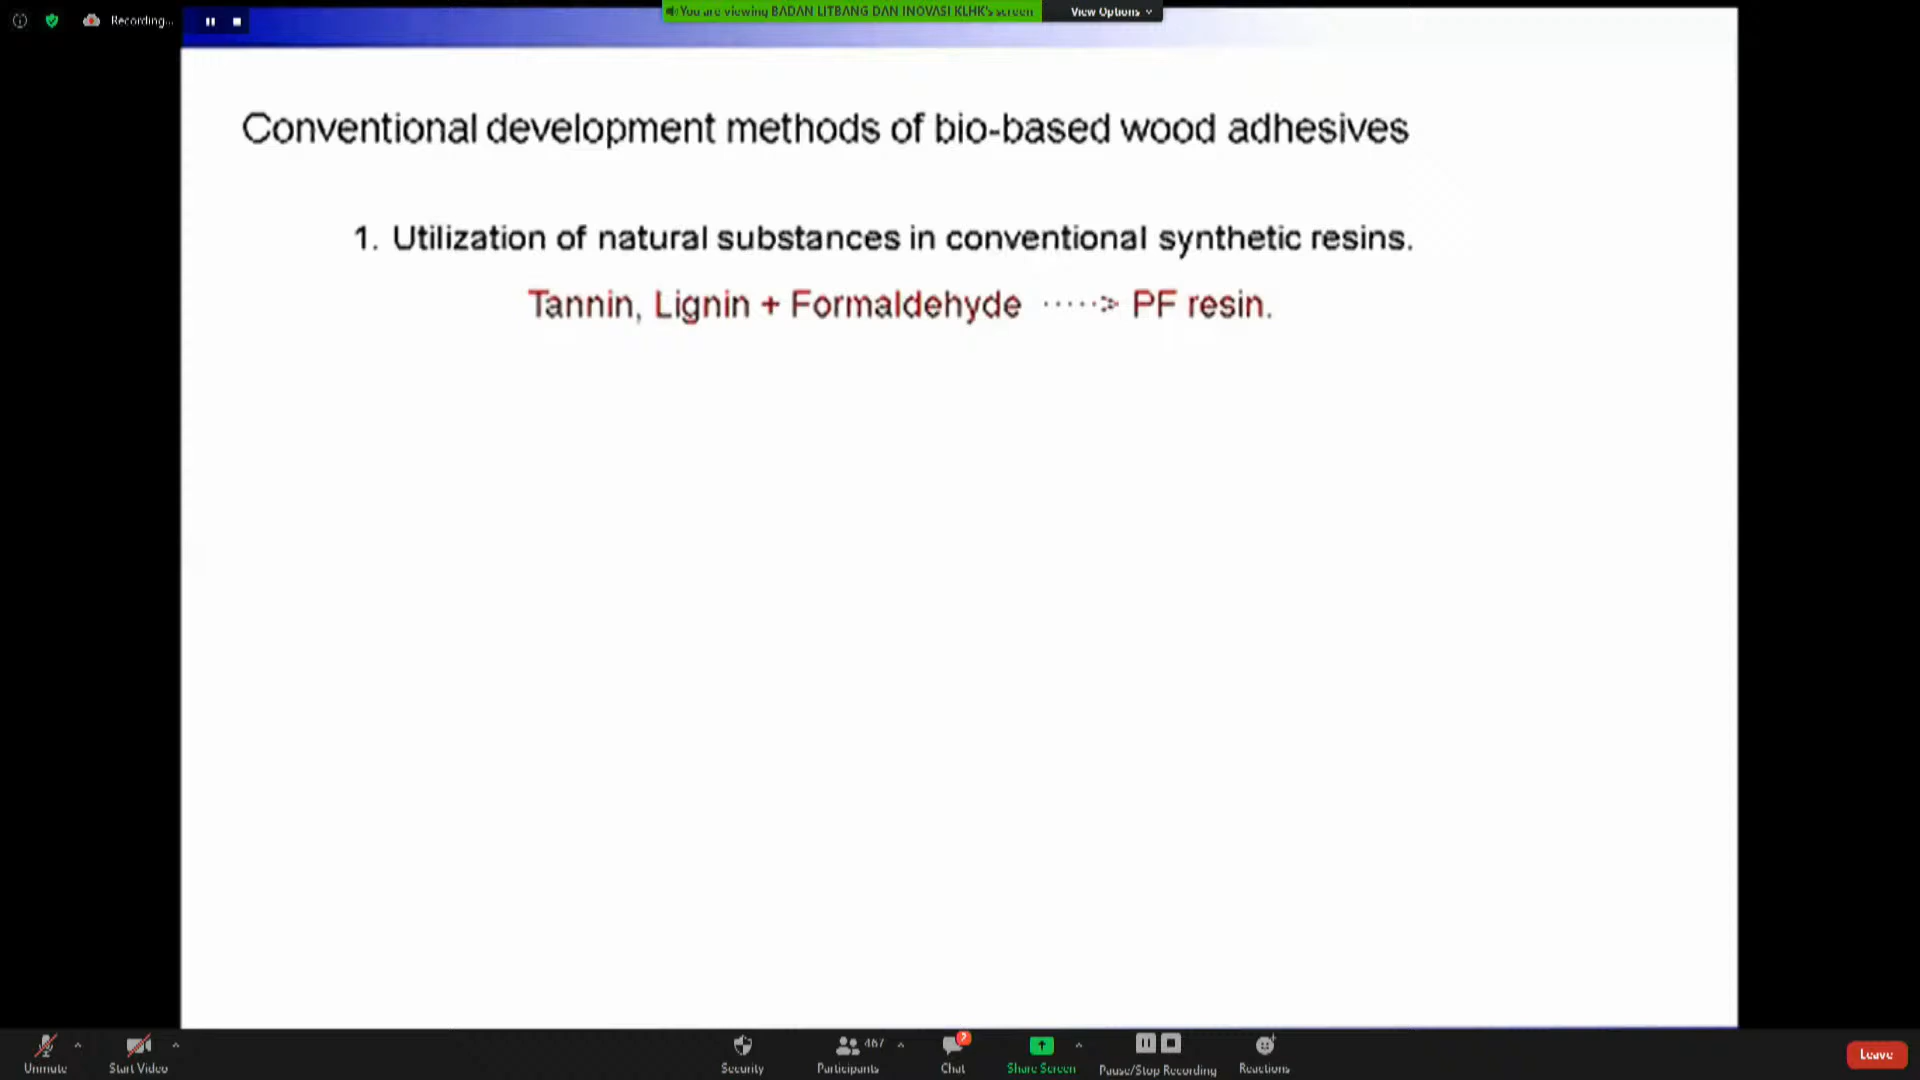 Recording...
You are viewing BADAN LITBANG DAN INOVASI KLHK's screen
View Options
Conventional development methods of bio-based wood adhesives
1. Utilization of natural substances in conventional synthetic resins.
Tannin, Lignin + Formaldehyde ·····> PF resin.
Unmute
Start Video
Security
467
Participants
Chat
Share Screen
Pause/Stop Recording
Reactions
Leave